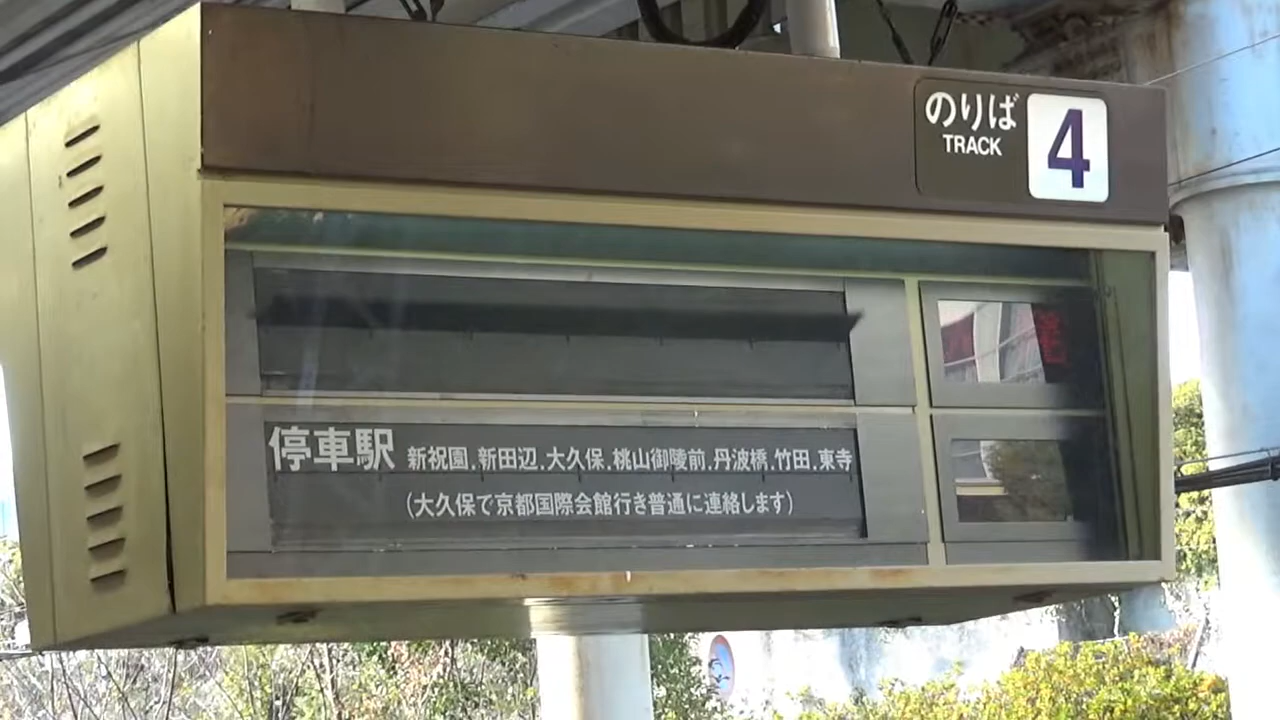 のりば
TRACK
4
停車駅 新祝園.新田辺.大久保.桃山御陵前.丹波橋.竹田.東寺
(大久保で京都国際会館行き普通に連絡します)